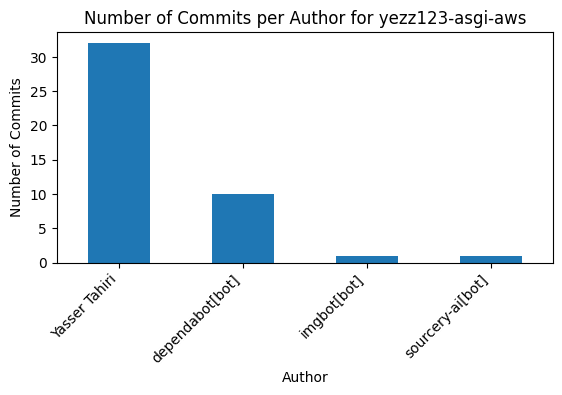 Number of Commits per Author for yezz123-asgi-aws
Number of Commits
30
25
20
15
10
5
0
Yasser Tahiri
dependabot[bot]
imgbot[bot]
sourcery-ai[bot]
Author